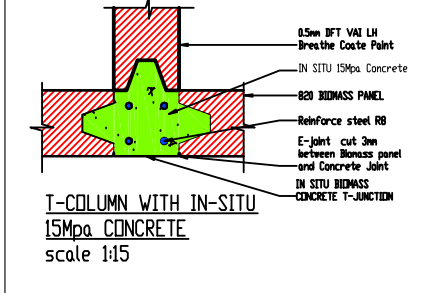 0.5mm DFT VAI LH
Breathe Coate Paint
IN SITU 15Mpa Concrete
820 BIOMASS PANEL
Reinforce steel R8
E-joint cut 3mm
between Biomass panel
and Concrete Joint
IN SITU BIOMASS
CONCRETE T-JUNCTION
T-COLUMN WITH IN-SITU
15Mpa CONCRETE
scale 1:15